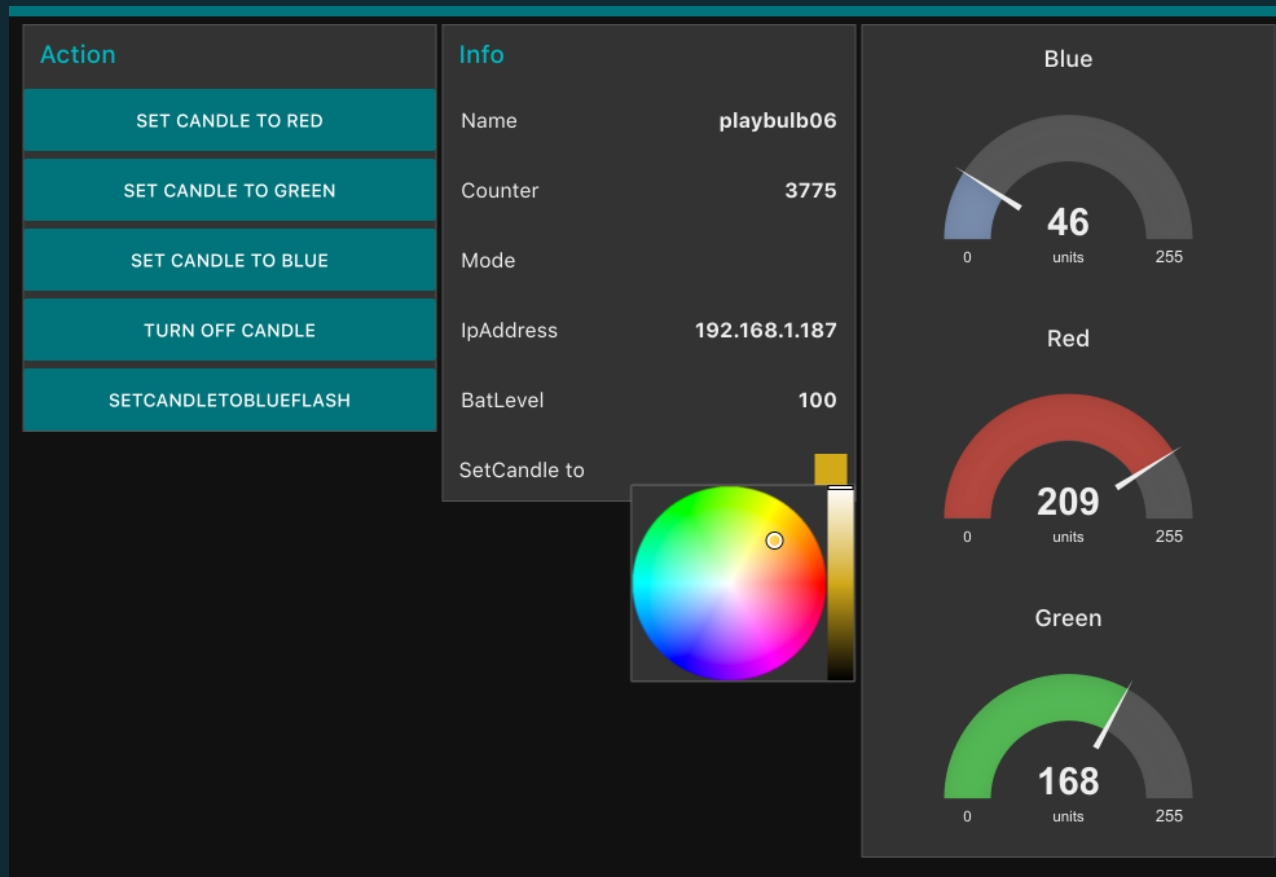 Action
SET CANDLE TO RED
SET CANDLE TO GREEN
SET CANDLE TO BLUE
TURN OFF CANDLE
SETCANDLETOBLUEFLASH
Info
Name playbulb06
Counter 3775
Mode
IpAddress 192.168.1.187
BatLevel 100
SetCandle to
Blue
46
0 units 255
Red
209
0 units 255
Green
168
0 units 255